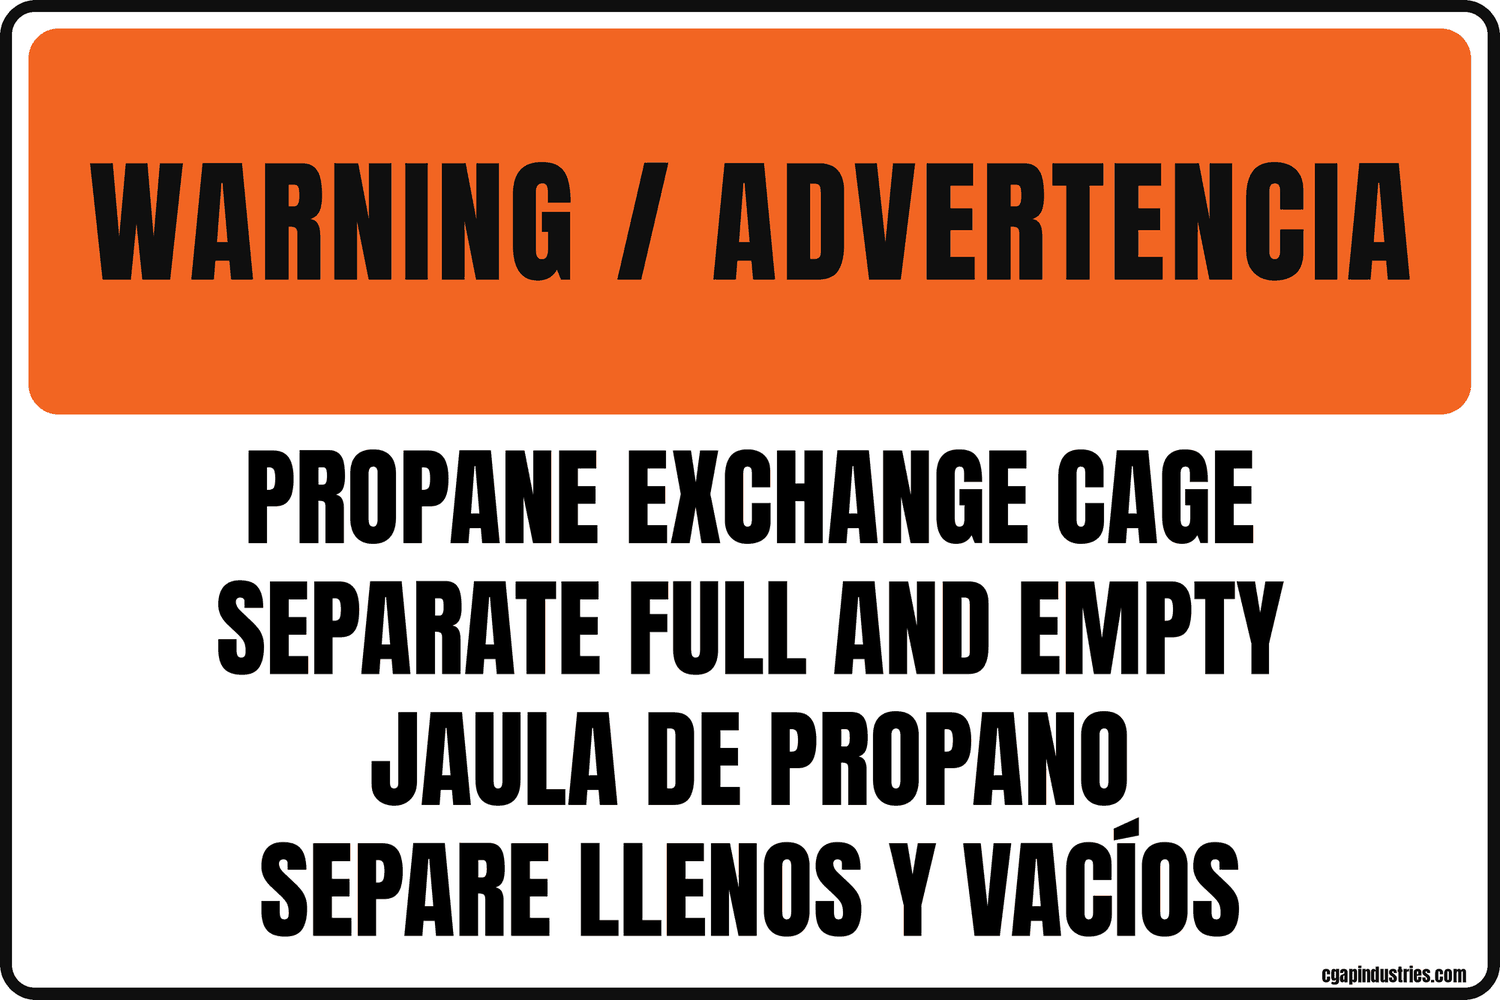 WARNING / ADVERTENCIA
PROPANE EXCHANGE CAGE
SEPARATE FULL AND EMPTY
JAULA DE PROPANO
SEPARE LLENOS Y VACÍOS
cgapindustries.com